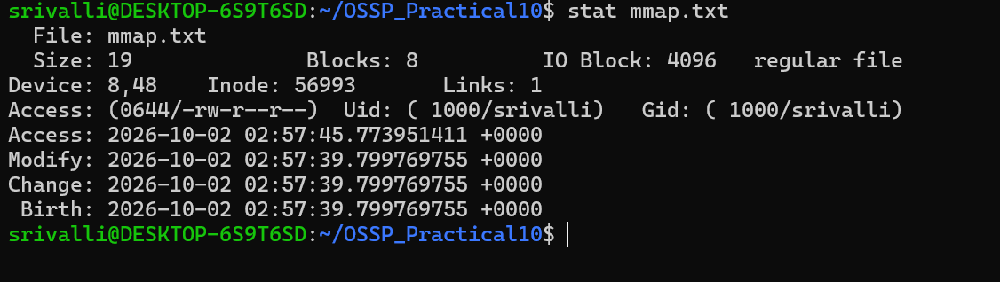 srivalli@DESKTOP-6S9T6SD:~/OSSP_Practical10$ stat mmap.txt
  File: mmap.txt
  Size: 19              Blocks: 8          IO Block: 4096   regular file
Device: 8,48    Inode: 56993       Links: 1
Access: (0644/-rw-r--r--)  Uid: ( 1000/srivalli)   Gid: ( 1000/srivalli)
Access: 2026-10-02 02:57:45.773951411 +0000
Modify: 2026-10-02 02:57:39.799769755 +0000
Change: 2026-10-02 02:57:39.799769755 +0000
 Birth: 2026-10-02 02:57:39.799769755 +0000
srivalli@DESKTOP-6S9T6SD:~/OSSP_Practical10$